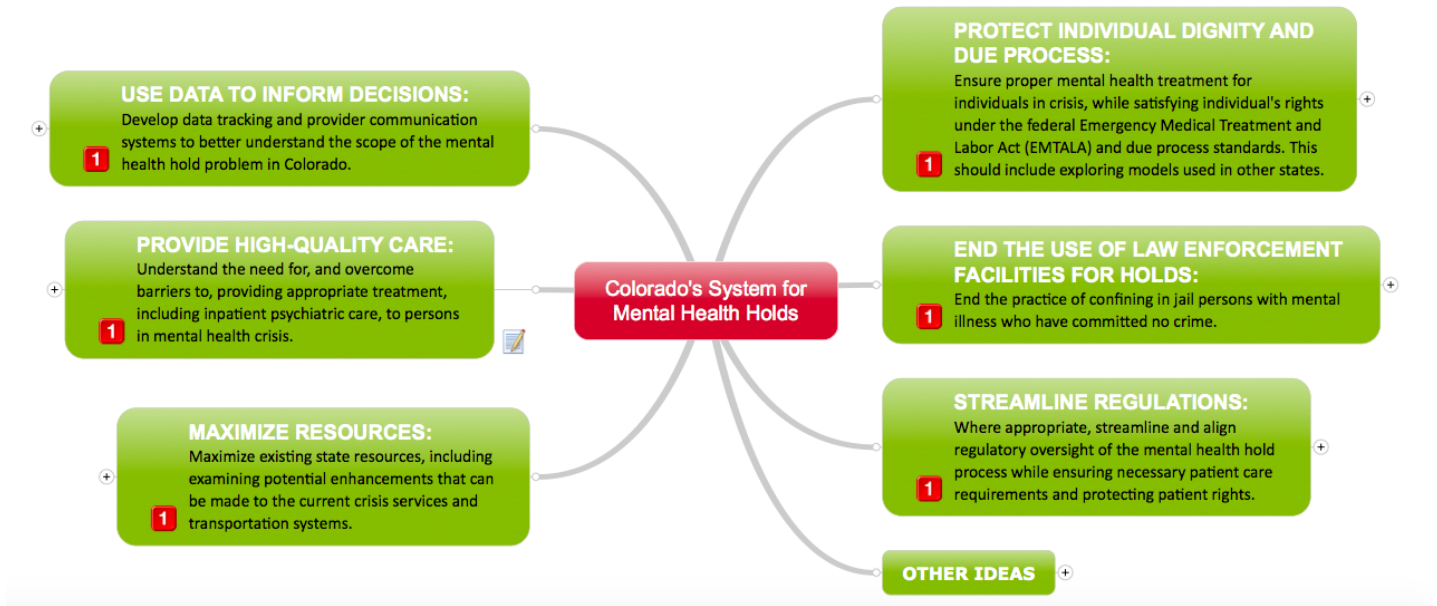 Colorado's System for
Mental Health Holds
PROTECT INDIVIDUAL DIGNITY AND
DUE PROCESS:
Ensure proper mental health treatment for
individuals in crisis, while satisfying individual's rights
under the federal Emergency Medical Treatment and
Labor Act (EMTALA) and due process standards. This
should include exploring models used in other states.
1
END THE USE OF LAW ENFORCEMENT
FACILITIES FOR HOLDS:
End the practice of confining in jail persons with mental
illness who have committed no crime.
1
STREAMLINE REGULATIONS:
Where appropriate, streamline and align
regulatory oversight of the mental health hold
process while ensuring necessary patient care
requirements and protecting patient rights.
1
OTHER IDEAS
USE DATA TO INFORM DECISIONS:
Develop data tracking and provider communication
systems to better understand the scope of the mental
health hold problem in Colorado.
1
PROVIDE HIGH-QUALITY CARE:
Understand the need for, and overcome
barriers to, providing appropriate treatment,
including inpatient psychiatric care, to persons
in mental health crisis.
1
MAXIMIZE RESOURCES:
Maximize existing state resources, including
examining potential enhancements that can
be made to the current crisis services and
transportation systems.
1